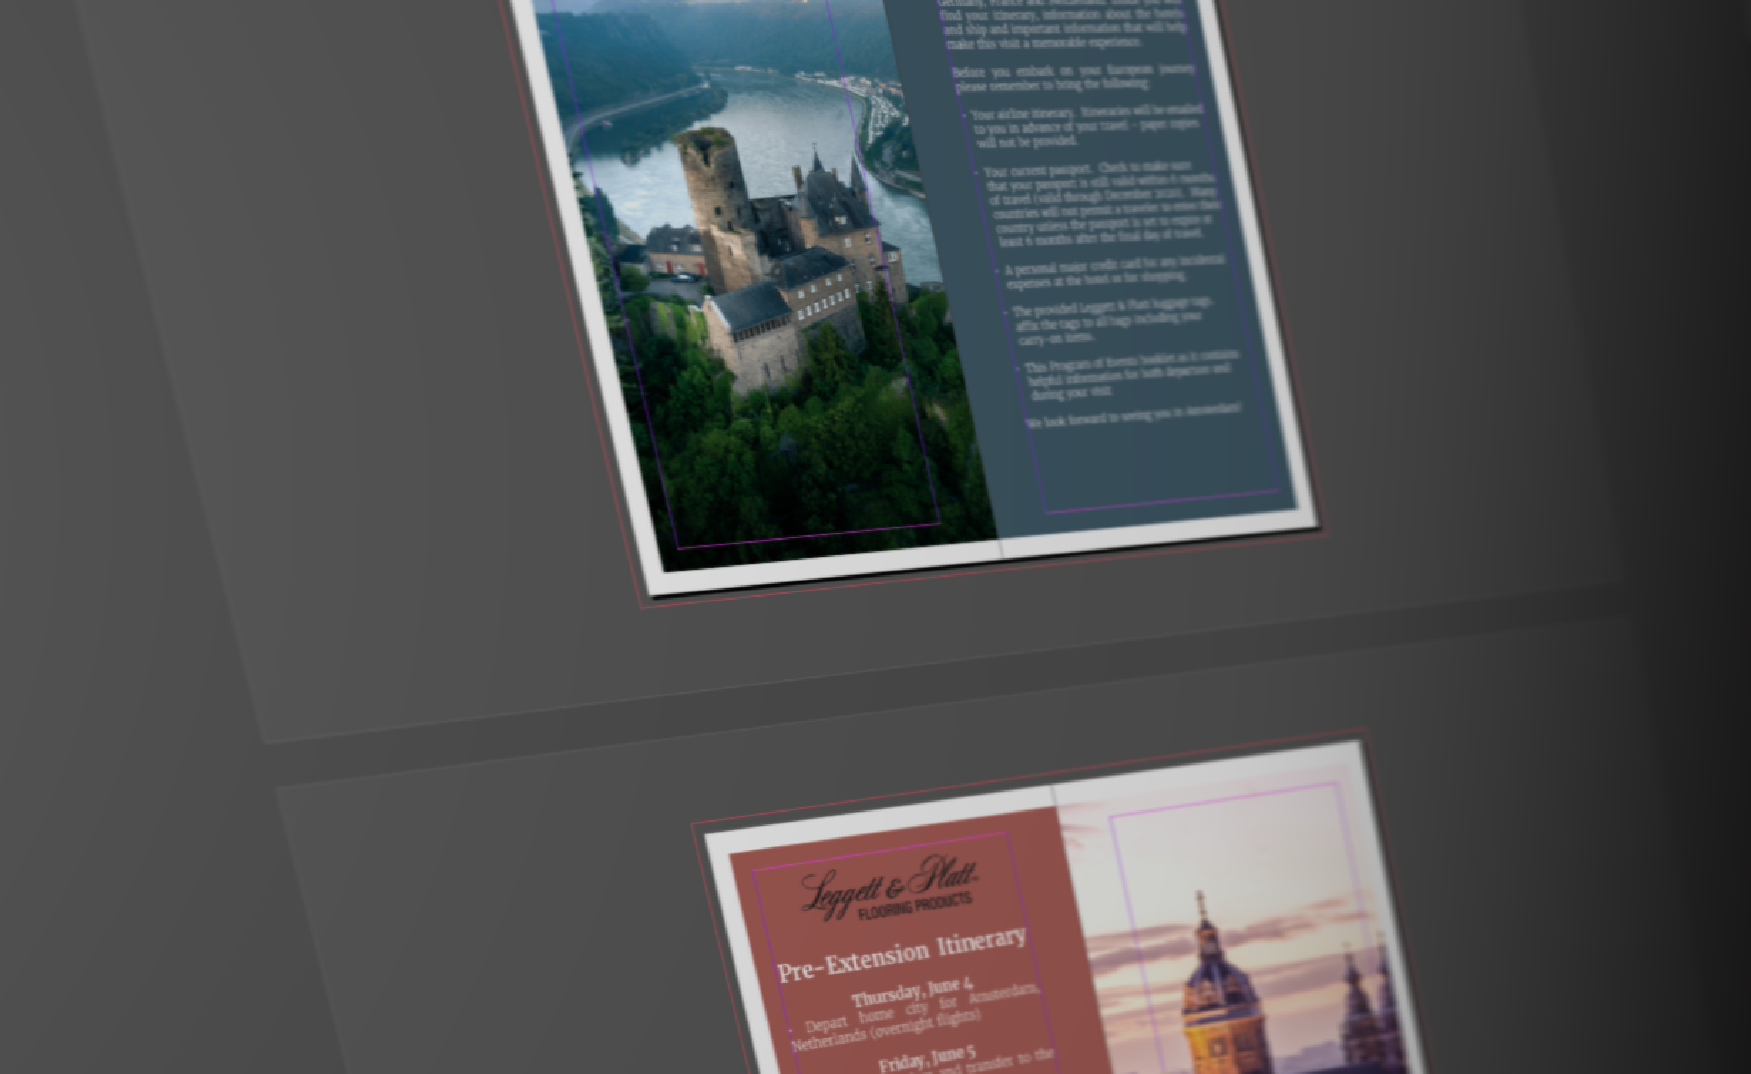 Germany, France and Switzerland.
find your itinerary, information about the hotels
and ship and important information that will help
make this visit a memorable experience.
Before you embark on your European journey
please remember to bring the following:
• Your airline itinerary. Itineraries will be emailed
to you in advance of your travel - paper copies
will not be provided.
• Your current passport. Check to make sure
that your passport is still valid within 6 months
of travel (valid through December 2020). Many
countries will not permit a traveler to enter their
country unless the passport is set to expire at
least 6 months after the final day of travel.
• A personal major credit card for any incidental
expenses at the hotel or for shopping.
• The provided Leggett & Platt luggage tags,
affix the tags to all bags including your
carry-on items.
• This Program of Events booklet as it contains
helpful information for both departure and
during your visit.
We look forward to seeing you in Amsterdam!
Leggett & Platt
FLOORING PRODUCTS
Pre-Extension Itinerary
Thursday, June 4
• Depart home city for Amsterdam,
Netherlands (overnight flights)
Friday, June 5
and transfer to the